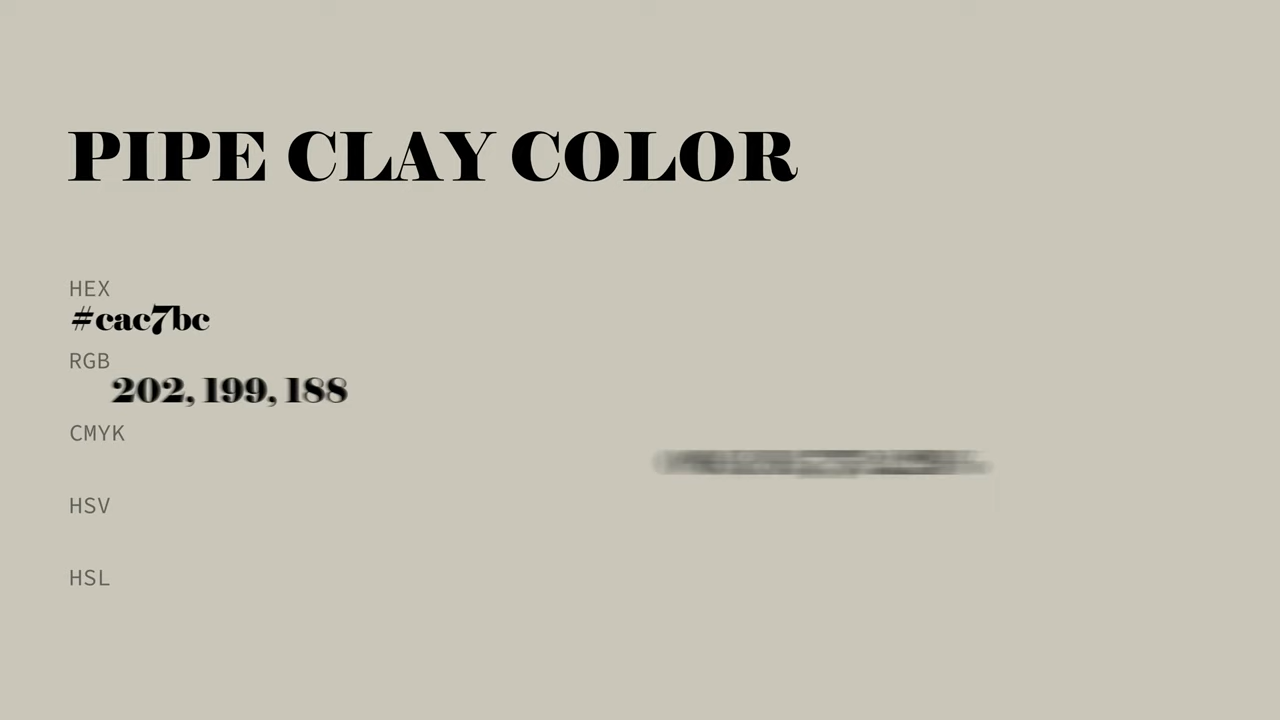 PIPE CLAY COLOR
HEX
#cac7bc
RGB
202, 199, 188
CMYK
HSV
HSL